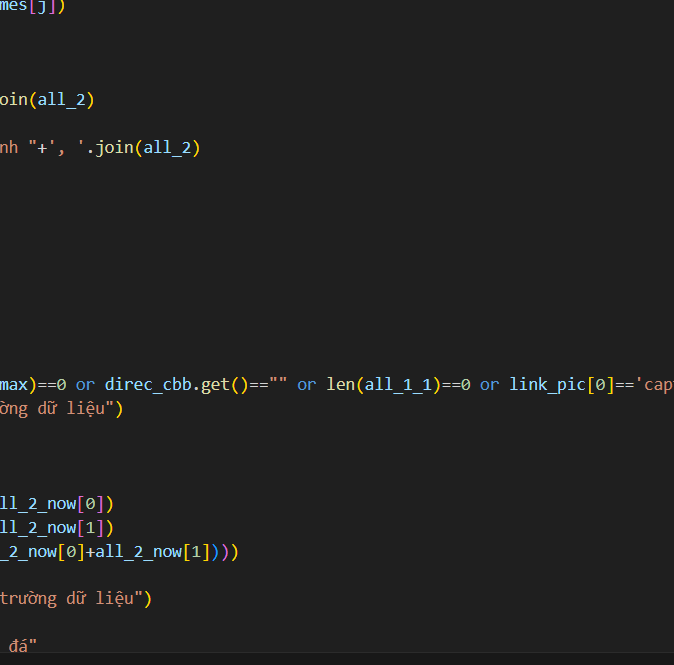 mes[j])
oin(all_2)
nh "+', '.join(all_2)
max)==0 or direc_cbb.get()=="" or len(all_1_1)==0 or link_pic[0]=='cap
ờng dữ liệu")
ll_2_now[0])
ll_2_now[1])
_2_now[0]+all_2_now[1])))
trường dữ liệu")
đá"